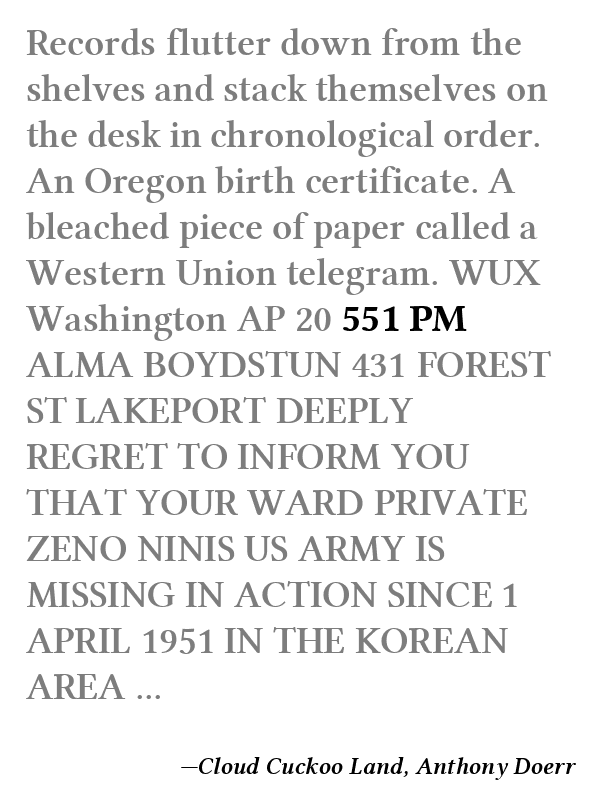 Records flutter down from the
shelves and stack themselves on
the desk in chronological order.
An Oregon birth certificate. A
bleached piece of paper called a
Western Union telegram. WUX
Washington AP 20 551 PM
ALMA BOYDSTUN 431 FOREST
ST LAKEPORT DEEPLY
REGRET TO INFORM YOU
THAT YOUR WARD PRIVATE
ZENO NINIS US ARMY IS
MISSING IN ACTION SINCE 1
APRIL 1951 IN THE KOREAN
AREA ...
—Cloud Cuckoo Land, Anthony Doerr